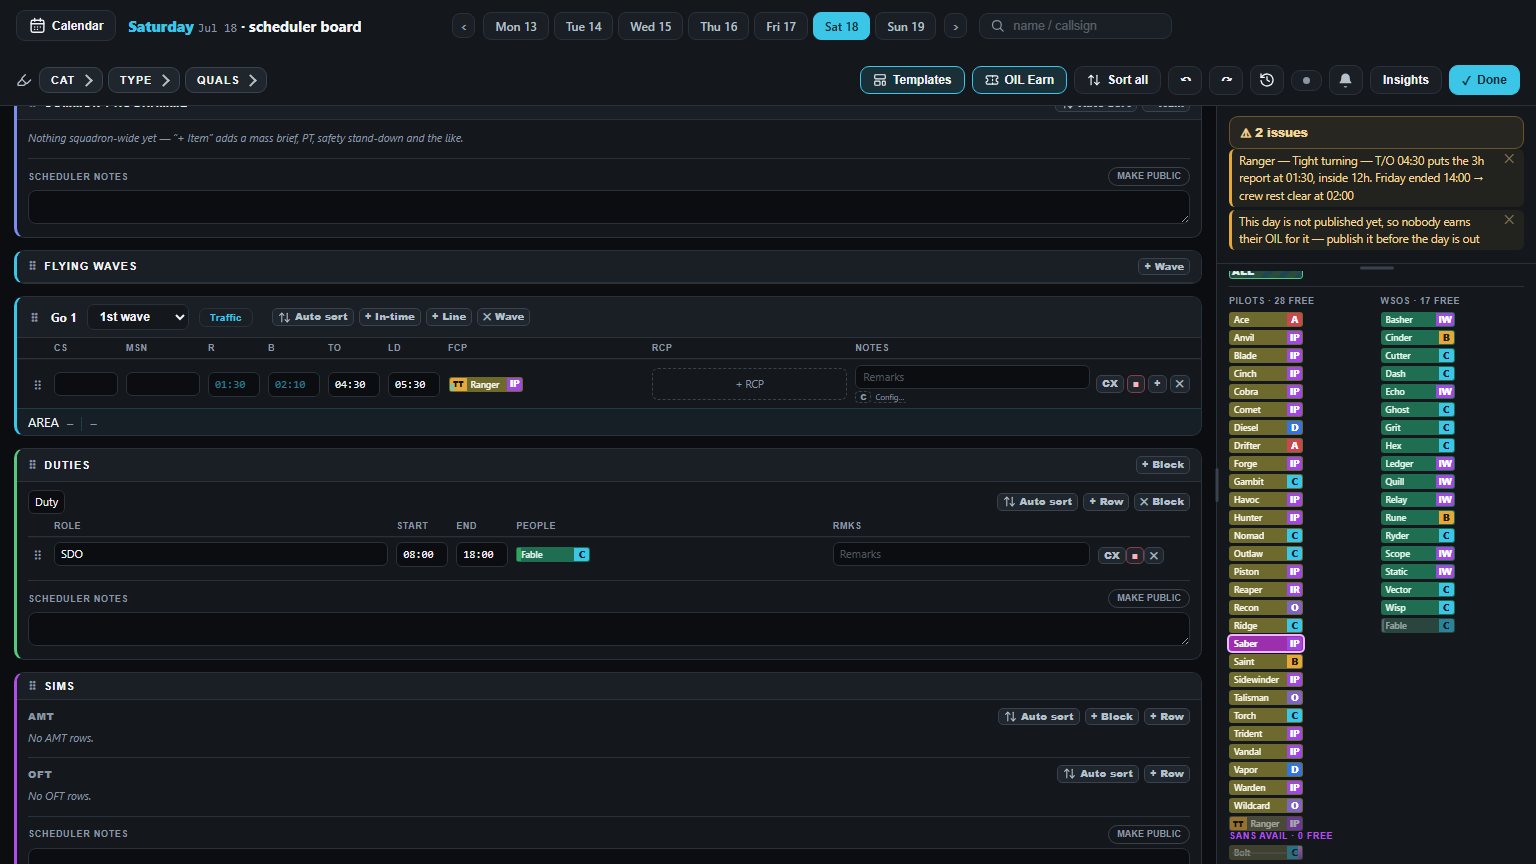 Calendar
Saturday Jul 18 · scheduler board
‹
Mon 13
Tue 14
Wed 15
Thu 16
Fri 17
Sat 18
Sun 19
›
name / callsign
CAT
TYPE
QUALS
Templates
OIL Earn
Sort all
Insights
✓ Done
Nothing squadron-wide yet — "+ Item" adds a mass brief, PT, safety stand-down and the like.
SCHEDULER NOTES
MAKE PUBLIC
FLYING WAVES
+ Wave
Go 1
1st wave
Traffic
Auto sort
+ In-time
+ Line
✕ Wave
CS
MSN
R
B
TO
LD
FCP
RCP
NOTES
01:30
02:10
04:30
05:30
TT Ranger IP
+ RCP
Remarks
CX
+
✕
C Config...
AREA – | –
DUTIES
+ Block
Duty
Auto sort
+ Row
✕ Block
ROLE
START
END
PEOPLE
RMKS
SDO
08:00
18:00
Fable C
Remarks
CX
✕
SCHEDULER NOTES
MAKE PUBLIC
SIMS
AMT
Auto sort
+ Block
+ Row
No AMT rows.
OFT
Auto sort
+ Row
No OFT rows.
SCHEDULER NOTES
MAKE PUBLIC
⚠ 2 issues
Ranger — Tight turning — T/O 04:30 puts the 3h
report at 01:30, inside 12h. Friday ended 14:00 →
crew rest clear at 02:00
This day is not published yet, so nobody earns
their OIL for it — publish it before the day is out
PILOTS · 28 FREE
Ace A
Anvil IP
Blade IP
Cinch IP
Cobra IP
Comet IP
Diesel D
Drifter A
Forge IP
Gambit C
Havoc IP
Hunter IP
Nomad C
Outlaw C
Piston IP
Reaper IR
Recon O
Ridge C
Saber IP
Saint B
Sidewinder IP
Talisman O
Torch C
Trident IP
Vandal IP
Vapor D
Warden IP
Wildcard O
TT Ranger IP
WSOS · 17 FREE
Basher IW
Cinder B
Cutter C
Dash C
Echo IW
Ghost C
Grit C
Hex C
Ledger IW
Quill IW
Relay IW
Rune B
Ryder C
Scope IW
Static IW
Vector C
Wisp C
Fable C
SANS AVAIL · 0 FREE
Bolt C